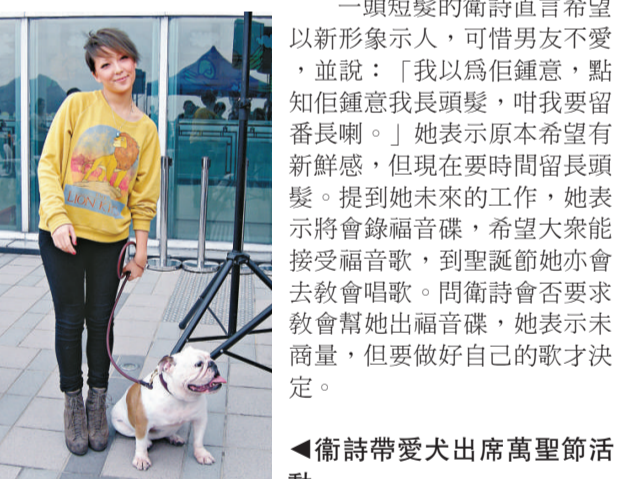 一頭短髮的衛詩直言希望
以新形象示人，可惜男友不愛
，並說：「我以爲佢鍾意，點
知佢鍾意我長頭髮，咁我要留
番長喇。」她表示原本希望有
新鮮感，但現在要時間留長頭
髮。提到她未來的工作，她表
示將會錄福音碟，希望大衆能
接受福音歌，到聖誕節她亦會
去教會唱歌。問衛詩會否要求
教會幫她出福音碟，她表示未
商量，但要做好自己的歌才決
定。
◀衞詩帶愛犬出席萬聖節活
LION KING